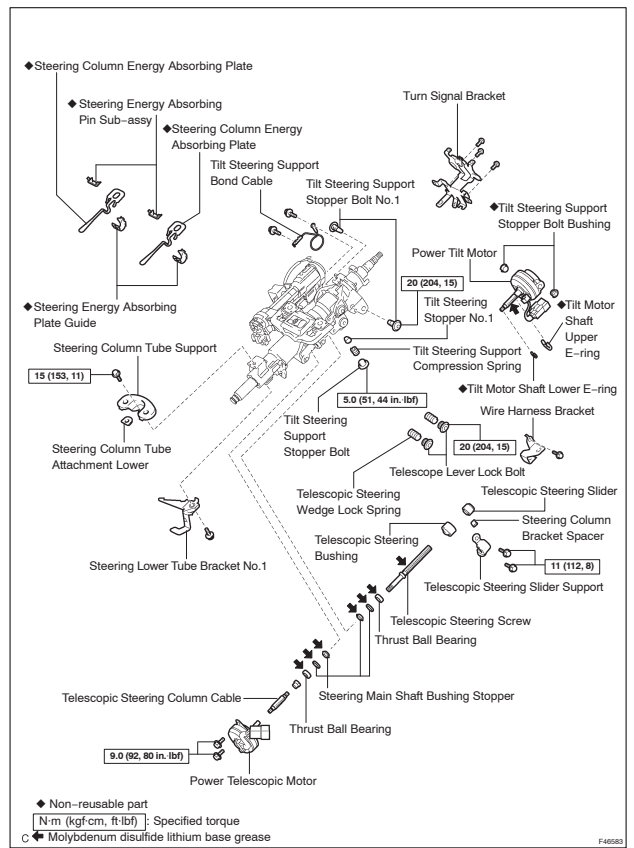 ◆Steering Column Energy Absorbing Plate
◆Steering Energy Absorbing
Pin Sub-assy
◆Steering Column Energy
Absorbing Plate
Turn Signal Bracket
Tilt Steering Support
Bond Cable
Tilt Steering Support
Stopper Bolt No.1
◆Tilt Steering Support
Stopper Bolt Bushing
Power Tilt Motor
20 (204, 15)
◆Steering Energy Absorbing
Plate Guide
Tilt Steering
Stopper No.1
◆Tilt Motor
Shaft
Upper
E-ring
Steering Column Tube Support
15 (153, 11)
Tilt Steering Support
Compression Spring
◆Tilt Motor Shaft Lower E-ring
5.0 (51, 44 in.·lbf)
Wire Harness Bracket
Tilt Steering
Support
Stopper Bolt
20 (204, 15)
Steering Column Tube
Attachment Lower
Telescope Lever Lock Bolt
Telescopic Steering
Wedge Lock Spring
Telescopic Steering Slider
Steering Column
Bracket Spacer
Telescopic Steering
Bushing
11 (112, 8)
Steering Lower Tube Bracket No.1
Telescopic Steering Slider Support
Telescopic Steering Screw
Thrust Ball Bearing
Telescopic Steering Column Cable
Steering Main Shaft Bushing Stopper
Thrust Ball Bearing
9.0 (92, 80 in.·lbf)
Power Telescopic Motor
◆ Non−reusable part
N·m (kgf·cm, ft·lbf) : Specified torque
C Molybdenum disulfide lithium base grease
F46583